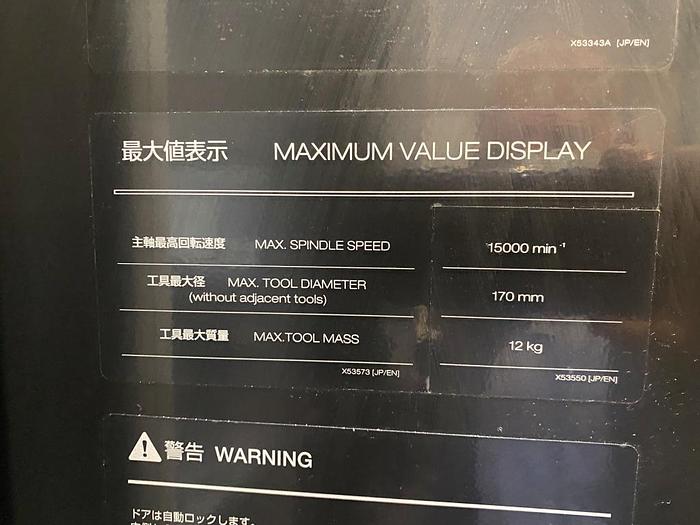 X53343A [JP/EN]
最大値表示 MAXIMUM VALUE DISPLAY
主軸最高回転速度 MAX. SPINDLE SPEED 15000 min⁻¹
工具最大径 MAX. TOOL DIAMETER
(without adjacent tools) 170 mm
工具最大質量 MAX.TOOL MASS 12 kg
X53573 [JP/EN] X53550 [JP/EN]
警告 WARNING
ドアは自動ロックします。